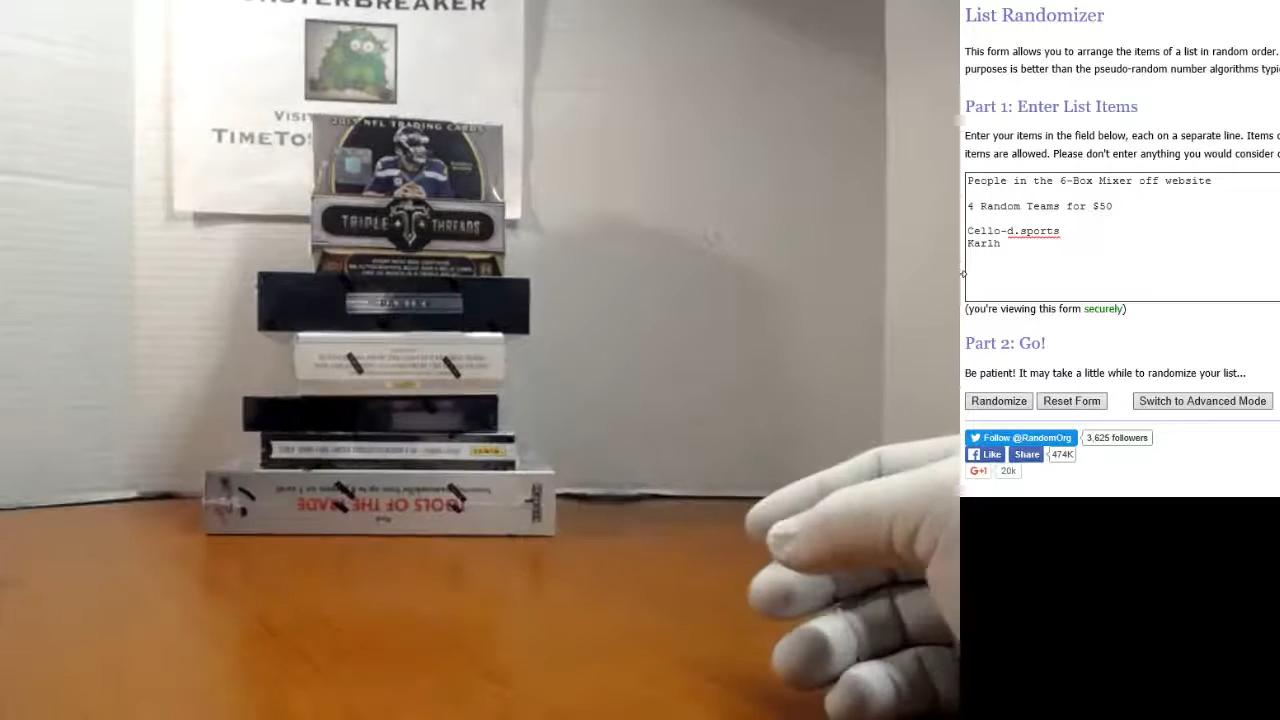 VISIT
TIMETO
2015 NFL TRADING CARDS
TRIPLE THREADS
PANINI
TOOLS OF THE TRADE
List Randomizer
This form allows you to arrange the items of a list in random order.
purposes is better than the pseudo-random number algorithms typic
Part 1: Enter List Items
Enter your items in the field below, each on a separate line. Items c
items are allowed. Please don't enter anything you would consider c
People in the 6-Box Mixer off website
4 Random Teams for $50
Cello-d.sports
Karlh
(you're viewing this form securely)
Part 2: Go!
Be patient! It may take a little while to randomize your list...
Randomize Reset Form Switch to Advanced Mode
Follow @RandomOrg 3,625 followers
Like Share 474K
G+1 20k